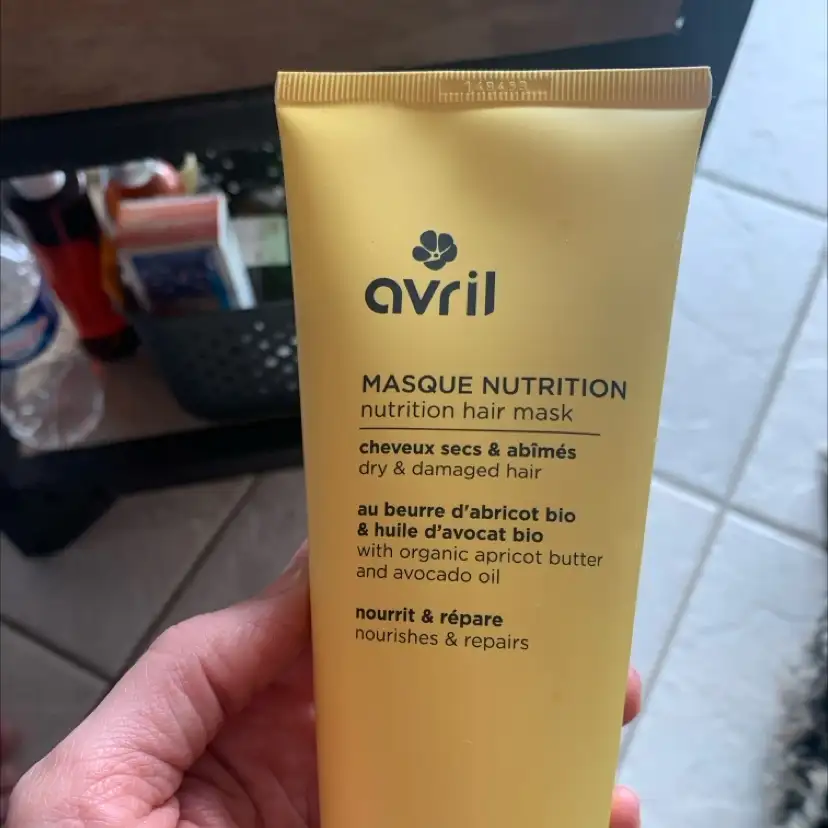 avril
MASQUE NUTRITION
nutrition hair mask
cheveux secs & abîmés
dry & damaged hair
au beurre d'abricot bio
& huile d'avocat bio
with organic apricot butter
and avocado oil
nourrit & répare
nourishes & repairs